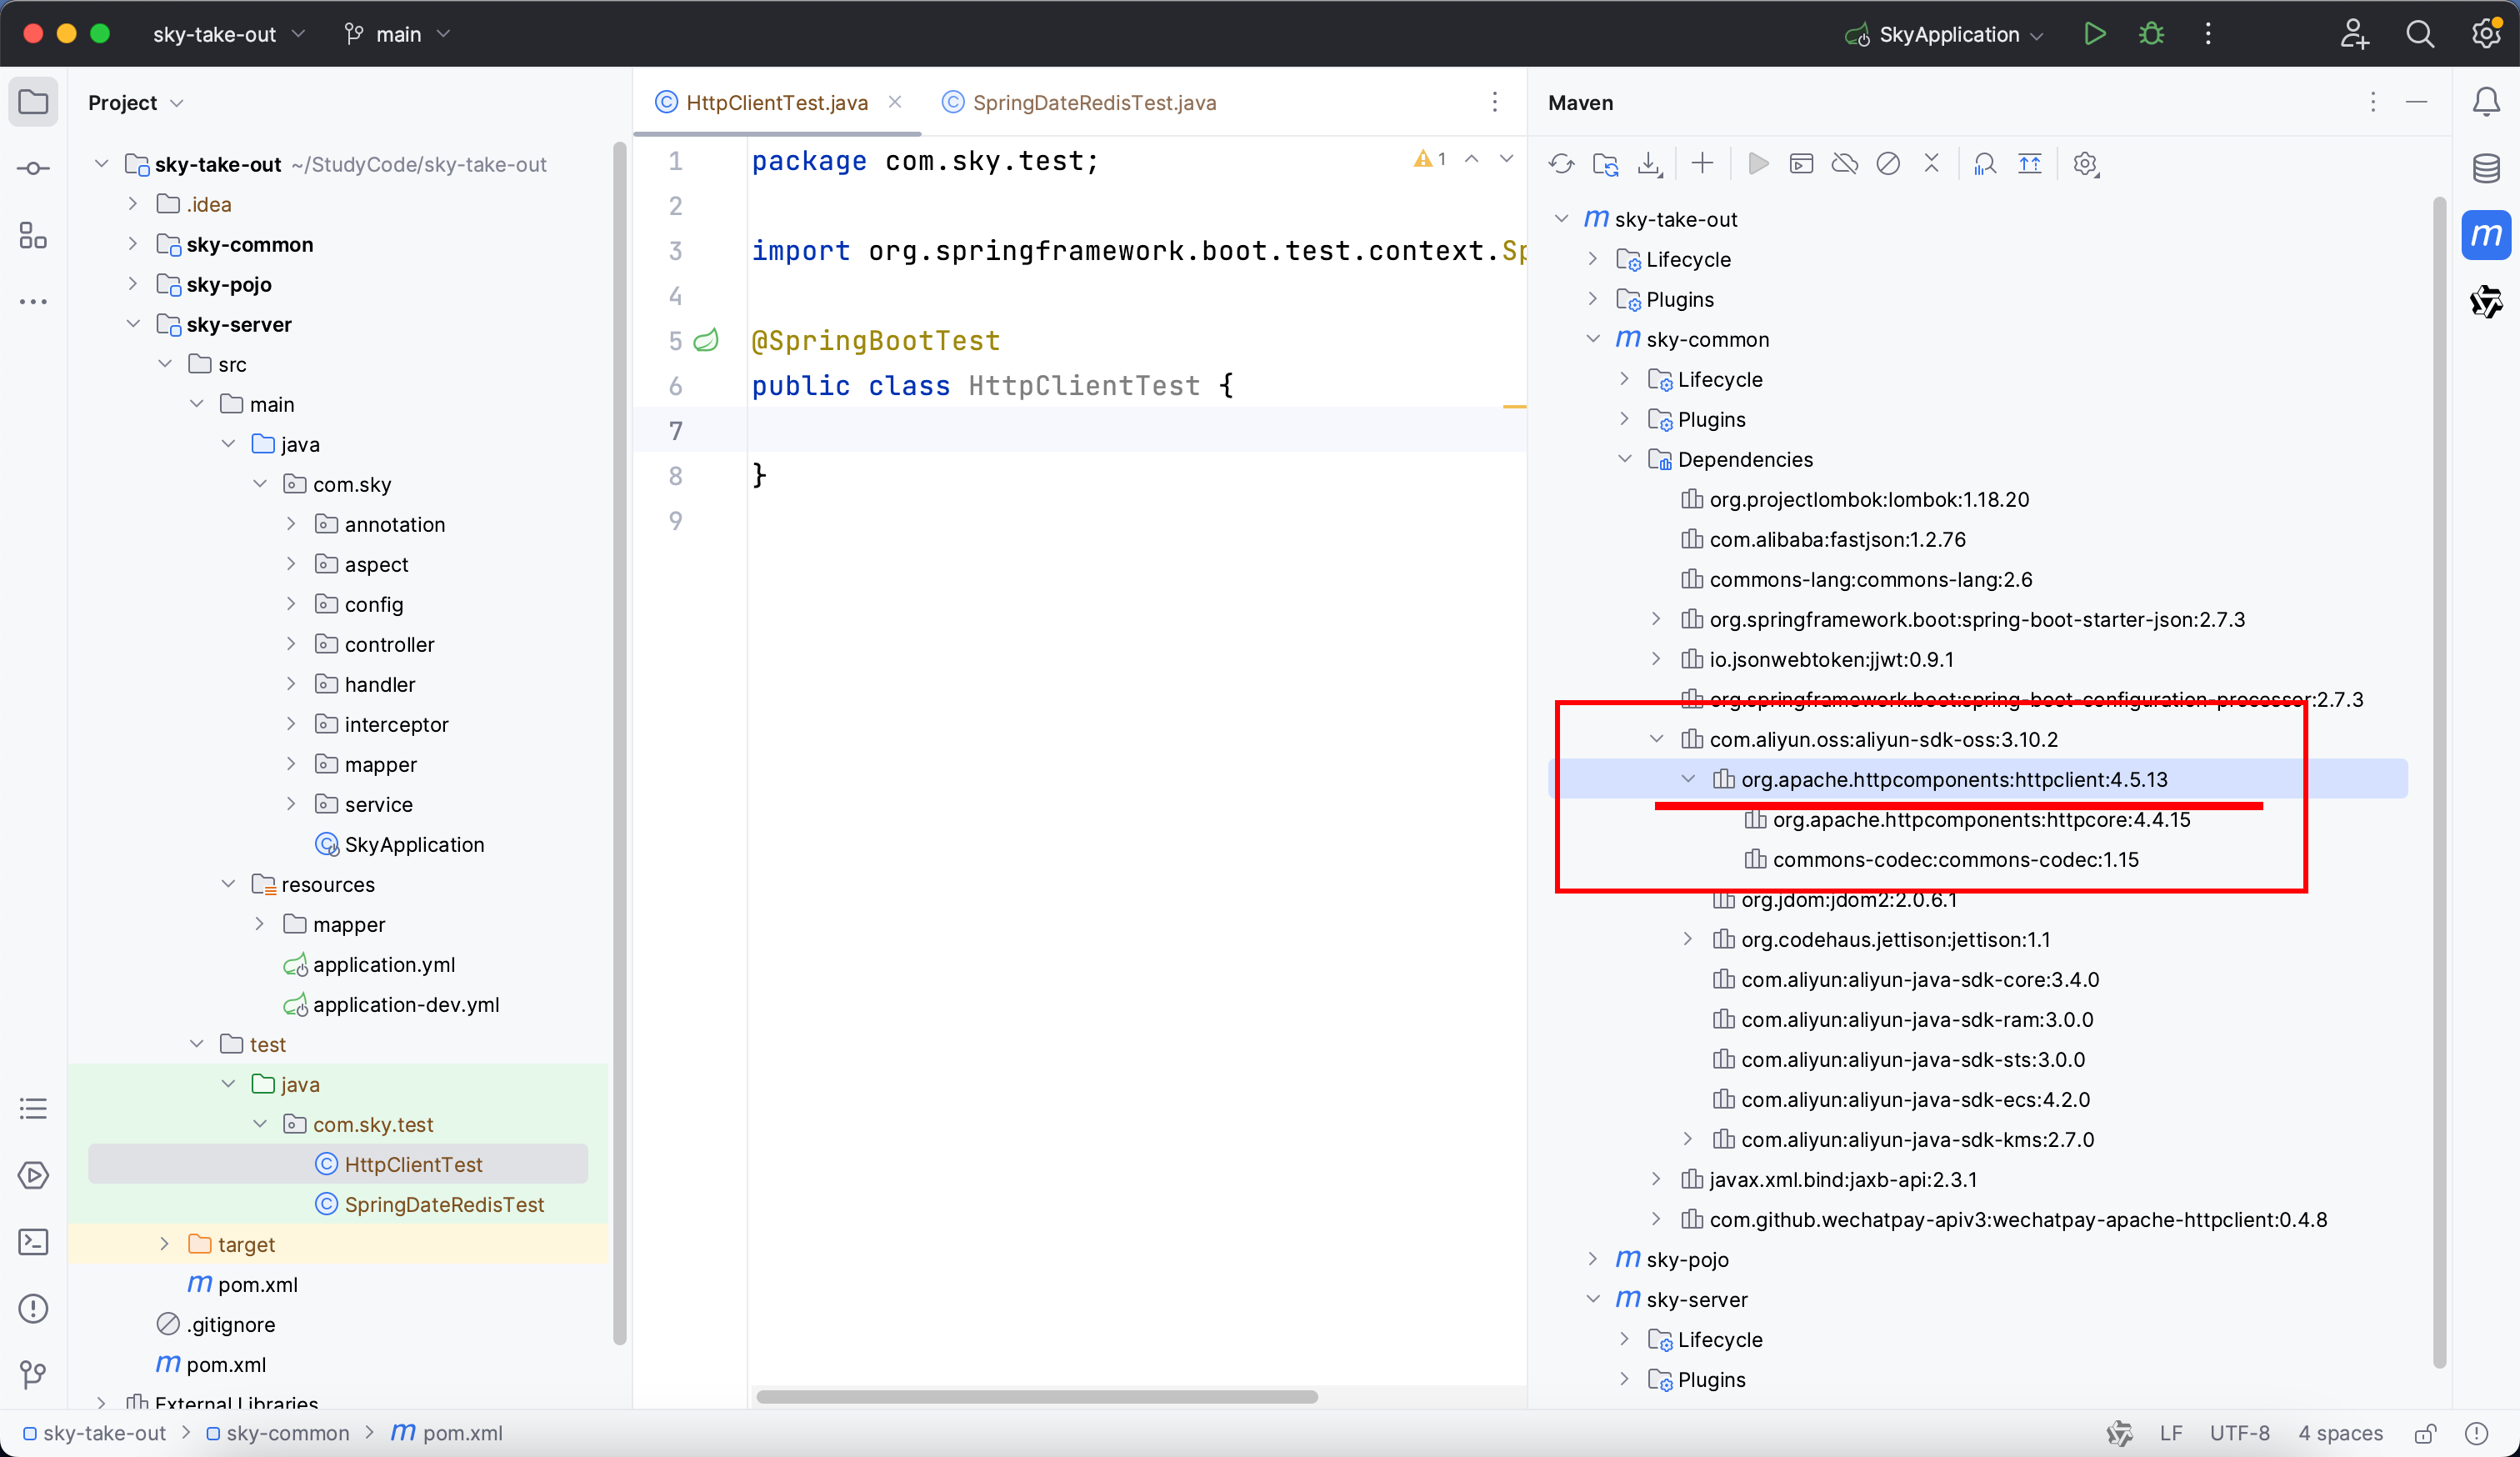 sky-take-out main SkyApplication
Project
sky-take-out ~/StudyCode/sky-take-out
.idea
sky-common
sky-pojo
sky-server
src
main
java
com.sky
annotation
aspect
config
controller
handler
interceptor
mapper
service
SkyApplication
resources
mapper
application.yml
application-dev.yml
test
java
com.sky.test
HttpClientTest
SpringDateRedisTest
target
pom.xml
.gitignore
pom.xml
External Libraries
HttpClientTest.java SpringDateRedisTest.java
1 package com.sky.test;
1
2
3 import org.springframework.boot.test.context.Sp
4
5 @SpringBootTest
6 public class HttpClientTest {
7
8 }
9
Maven
sky-take-out
Lifecycle
Plugins
sky-common
Lifecycle
Plugins
Dependencies
org.projectlombok:lombok:1.18.20
com.alibaba:fastjson:1.2.76
commons-lang:commons-lang:2.6
org.springframework.boot:spring-boot-starter-json:2.7.3
io.jsonwebtoken:jjwt:0.9.1
org.springframework.boot:spring-boot-configuration-processor:2.7.3
com.aliyun.oss:aliyun-sdk-oss:3.10.2
org.apache.httpcomponents:httpclient:4.5.13
org.apache.httpcomponents:httpcore:4.4.15
commons-codec:commons-codec:1.15
org.jdom:jdom2:2.0.6.1
org.codehaus.jettison:jettison:1.1
com.aliyun:aliyun-java-sdk-core:3.4.0
com.aliyun:aliyun-java-sdk-ram:3.0.0
com.aliyun:aliyun-java-sdk-sts:3.0.0
com.aliyun:aliyun-java-sdk-ecs:4.2.0
com.aliyun:aliyun-java-sdk-kms:2.7.0
javax.xml.bind:jaxb-api:2.3.1
com.github.wechatpay-apiv3:wechatpay-apache-httpclient:0.4.8
sky-pojo
sky-server
Lifecycle
Plugins
sky-take-out > sky-common > pom.xml
LF UTF-8 4 spaces